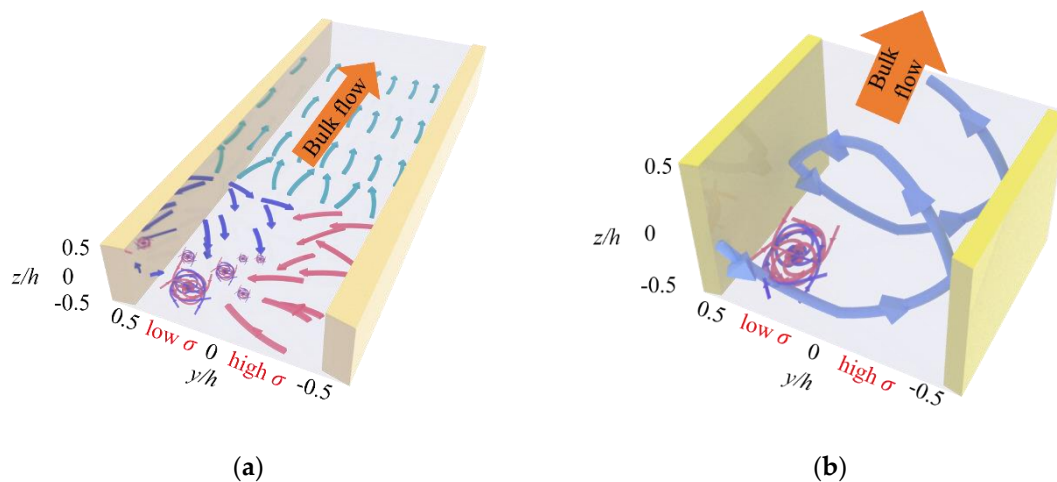 Bulk flow
0.5
z/h 0
-0.5
0.5
low σ
0
high σ
-0.5
y/h
(a)
Bulk
flow
0.5
z/h 0
-0.5
0.5
low σ
0
high σ
-0.5
y/h
(b)